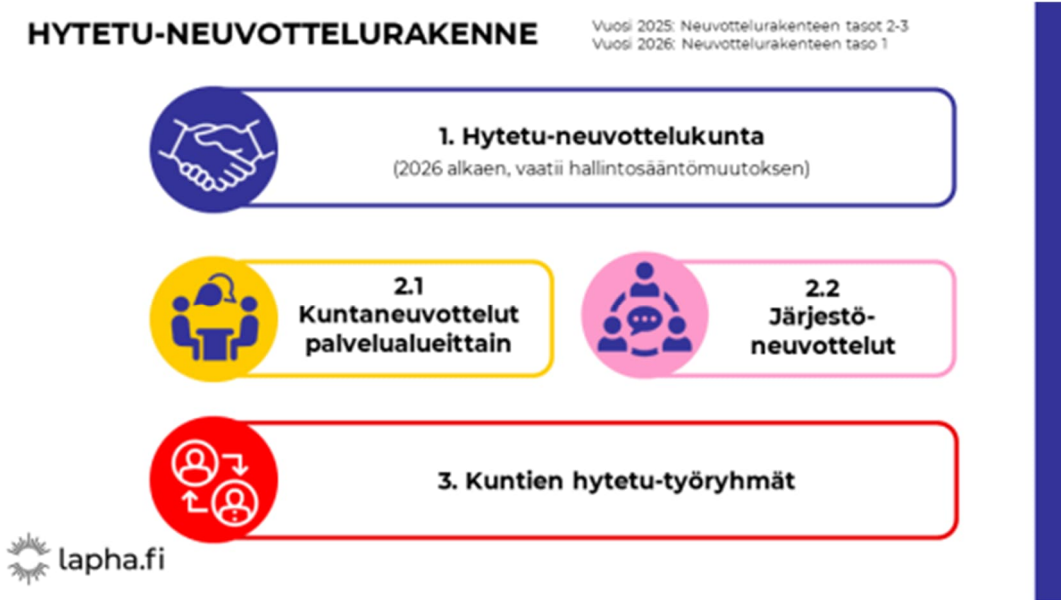 HYTETU-NEUVOTTELURAKENNE
Vuosi 2025: Neuvottelurakenteen tasot 2-3
Vuosi 2026: Neuvottelurakenteen taso 1
1. Hytetu-neuvottelukunta
(2026 alkaen, vaatii hallintosääntömuutoksen)
2.1
Kuntaneuvottelut
palvelualueittain
2.2
Järjestö-
neuvottelut
3. Kuntien hytetu-työryhmät
lapha.fi